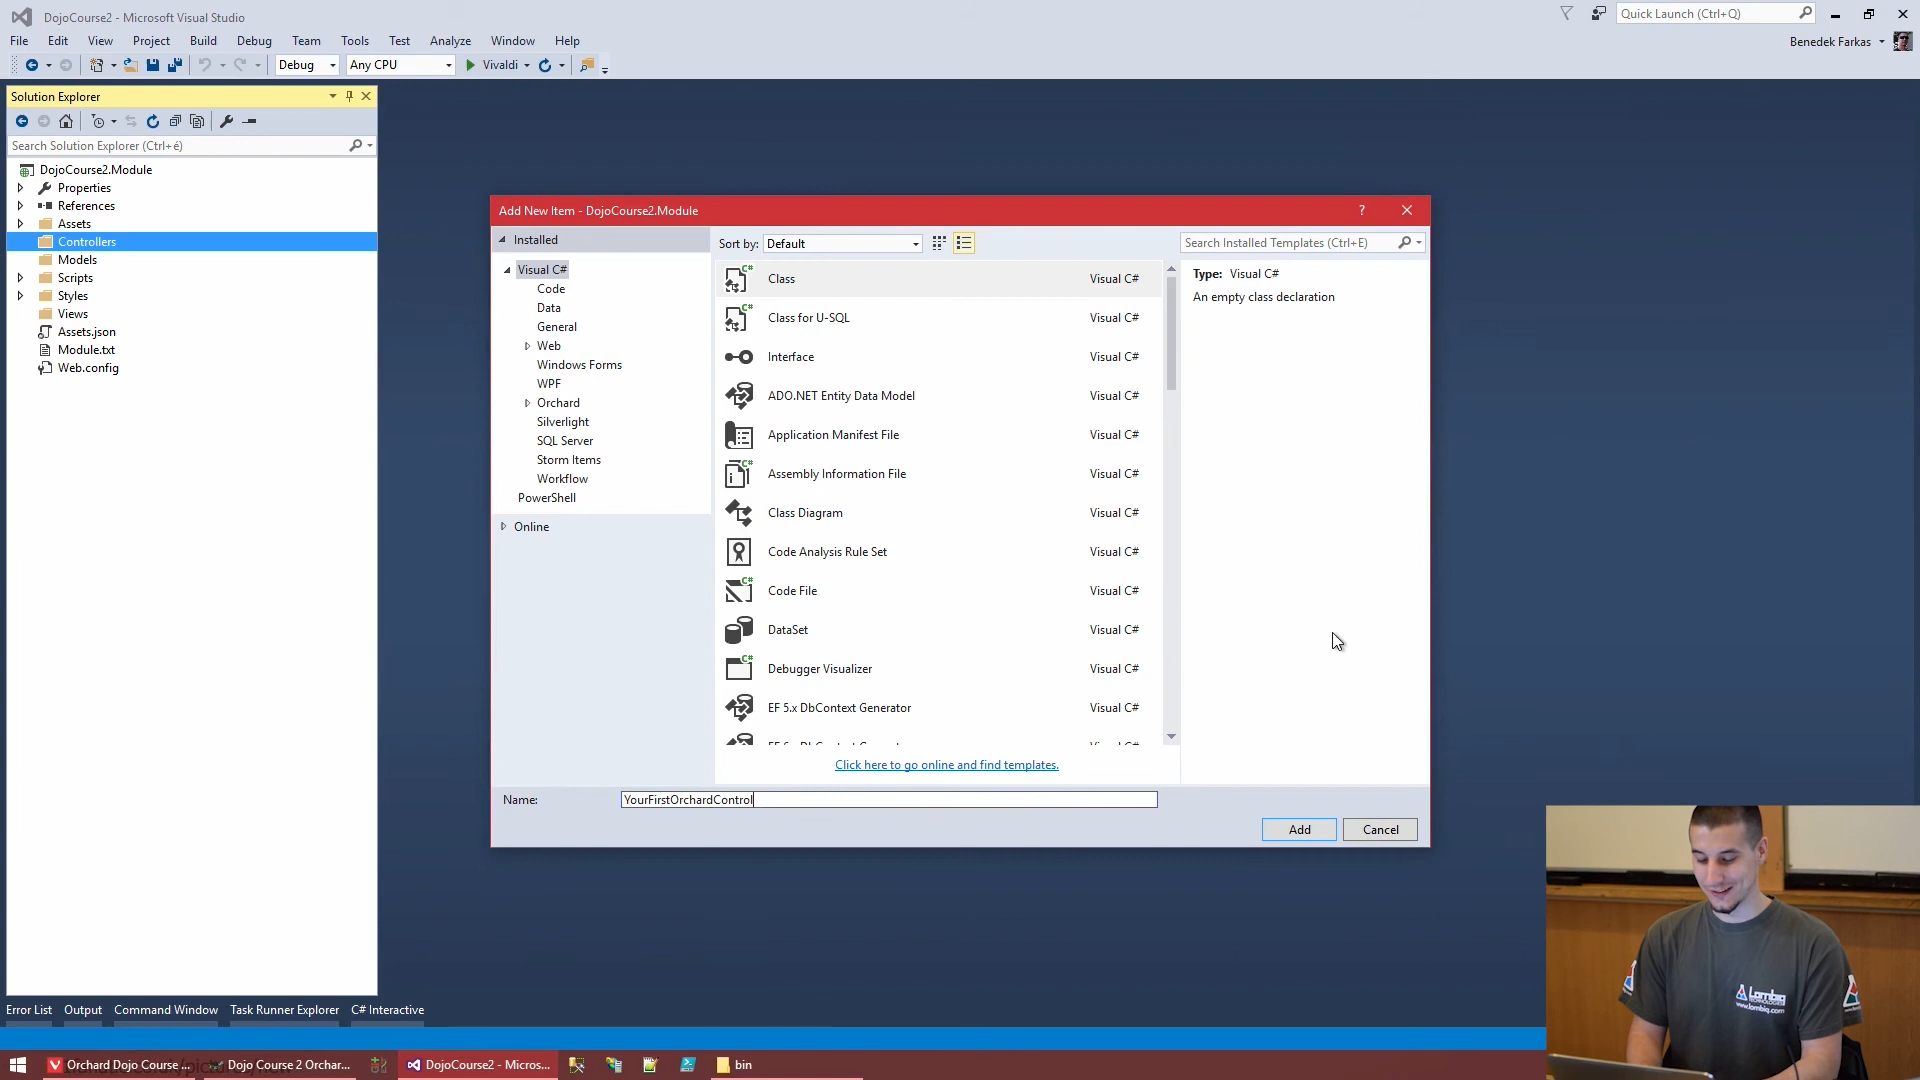 DojoCourse2 - Microsoft Visual Studio
Quick Launch (Ctrl+Q)
File Edit View Project Build Debug Team Tools Test Analyze Window Help
Benedek Farkas
Debug Any CPU Vivaldi
Solution Explorer
Search Solution Explorer (Ctrl+é)
DojoCourse2.Module
Properties
References
Assets
Controllers
Models
Scripts
Styles
Views
Assets.json
Module.txt
Web.config
Add New Item - DojoCourse2.Module
Installed
Visual C#
Code
Data
General
Web
Windows Forms
WPF
Orchard
Silverlight
SQL Server
Storm Items
Workflow
PowerShell
Online
Sort by: Default
Class Visual C#
Class for U-SQL Visual C#
Interface Visual C#
ADO.NET Entity Data Model Visual C#
Application Manifest File Visual C#
Assembly Information File Visual C#
Class Diagram Visual C#
Code Analysis Rule Set Visual C#
Code File Visual C#
DataSet Visual C#
Debugger Visualizer Visual C#
EF 5.x DbContext Generator Visual C#
Click here to go online and find templates.
Search Installed Templates (Ctrl+E)
Type: Visual C#
An empty class declaration
Name: YourFirstOrchardControl
Add Cancel
Error List Output Command Window Task Runner Explorer C# Interactive
Orchard Dojo Course ... Dojo Course 2 Orchar... DojoCourse2 - Micros... bin
Lombiq
TECHNOLOGIES
www.lombiq.com